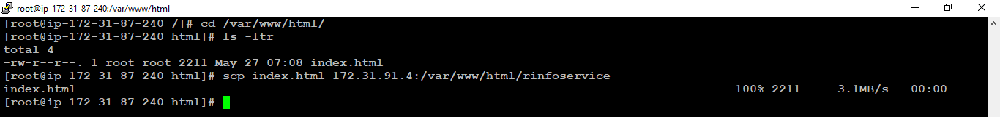 root@ip-172-31-87-240:/var/www/html
[root@ip-172-31-87-240 /]# cd /var/www/html/
[root@ip-172-31-87-240 html]# ls -ltr
total 4
-rw-r--r--. 1 root root 2211 May 27 07:08 index.html
[root@ip-172-31-87-240 html]# scp index.html 172.31.91.4:/var/www/html/rinfoservice
index.html 100% 2211 3.1MB/s 00:00
[root@ip-172-31-87-240 html]#